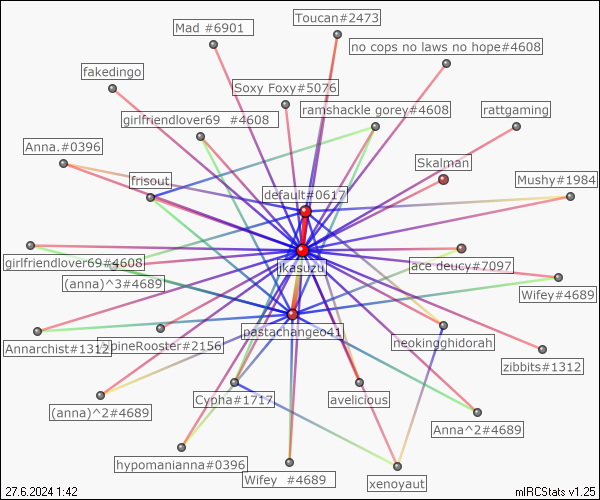 Toucan#2473
Mad #6901
no cops no laws no hope#4608
fakedingo
Soxy Foxy#5076
ramshackle gorey#4608
rattgaming
girlfriendlover69 #4608
Anna.#0396
Skalman
frisout
Mushy#1984
default#0617
girlfriendlover69#4608
jkasuzu
ace deucy#7097
(anna)^3#4689
Wifey#4689
pastachangeo41
Annarchist#1312
SpineRooster#2156
neokingghidorah
zibbits#1312
Cypha#1717
avelicious
(anna)^2#4689
Anna^2#4689
hypomanianna#0396
Wifey #4689
xenoyaut
27.6.2024 1:42
mIRCStats v1.25